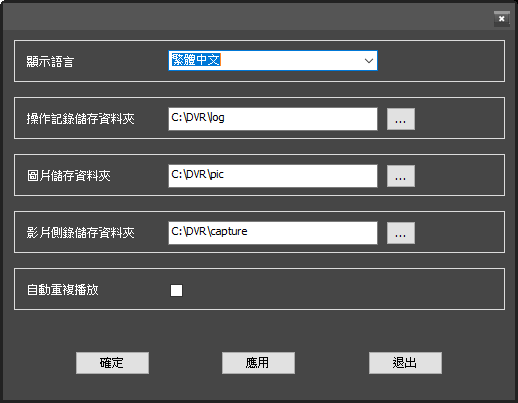 顯示語言
繁體中文
操作記錄儲存資料夾
C:\DVR\log
...
圖片儲存資料夾
C:\DVR\pic
...
影片側錄儲存資料夾
C:\DVR\capture
...
自動重複播放
確定
應用
退出